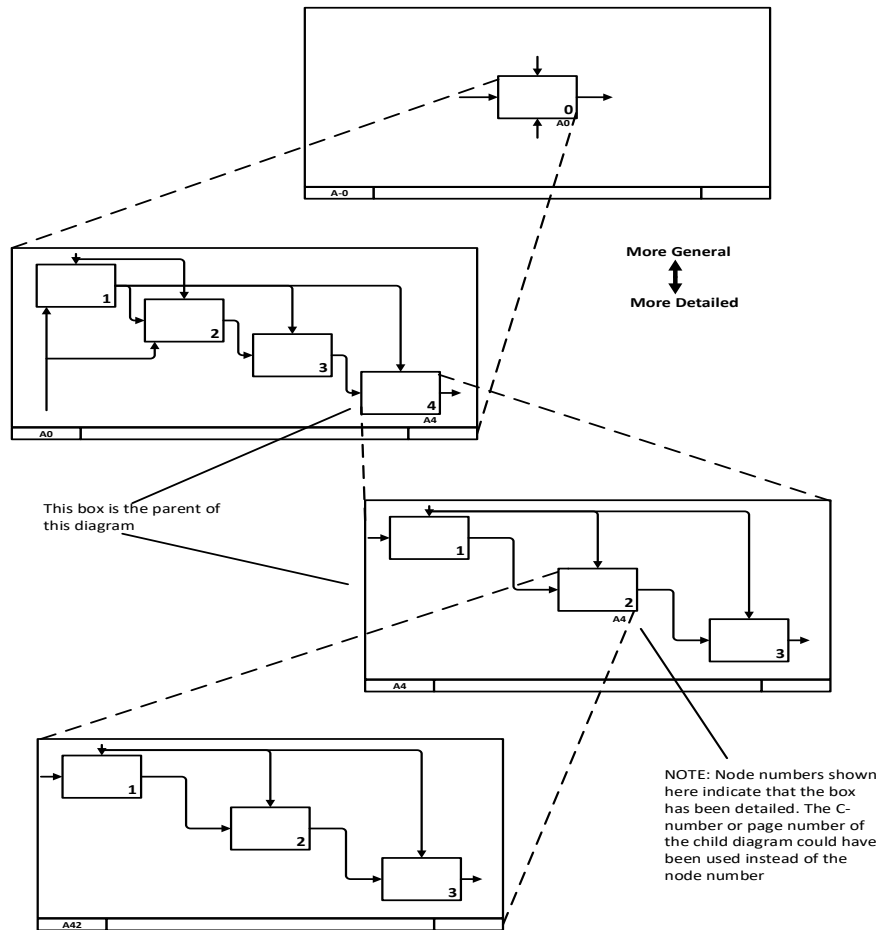 0
A0
A-0
More General
More Detailed
1
2
3
4
A4
A0
This box is the parent of
this diagram
1
2
A4
3
A4
NOTE: Node numbers shown
here indicate that the box
has been detailed. The C-
number or page number of
the child diagram could have
been used instead of the
node number
1
2
3
A42